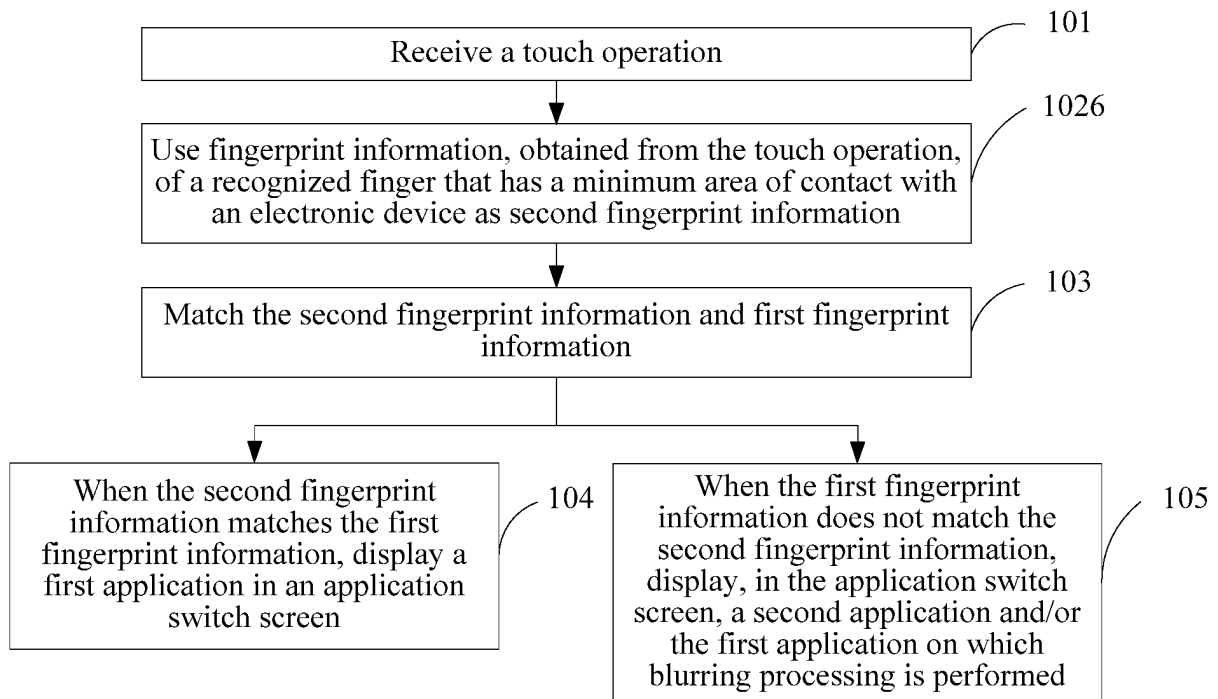 101
Receive a touch operation
1026
Use fingerprint information, obtained from the touch operation,
of a recognized finger that has a minimum area of contact with
an electronic device as second fingerprint information
103
Match the second fingerprint information and first fingerprint
information
When the second fingerprint
information matches the first
fingerprint information, display a
first application in an application
switch screen
104
When the first fingerprint
information does not match the
second fingerprint information,
display, in the application switch
screen, a second application and/or
the first application on which
blurring processing is performed
105